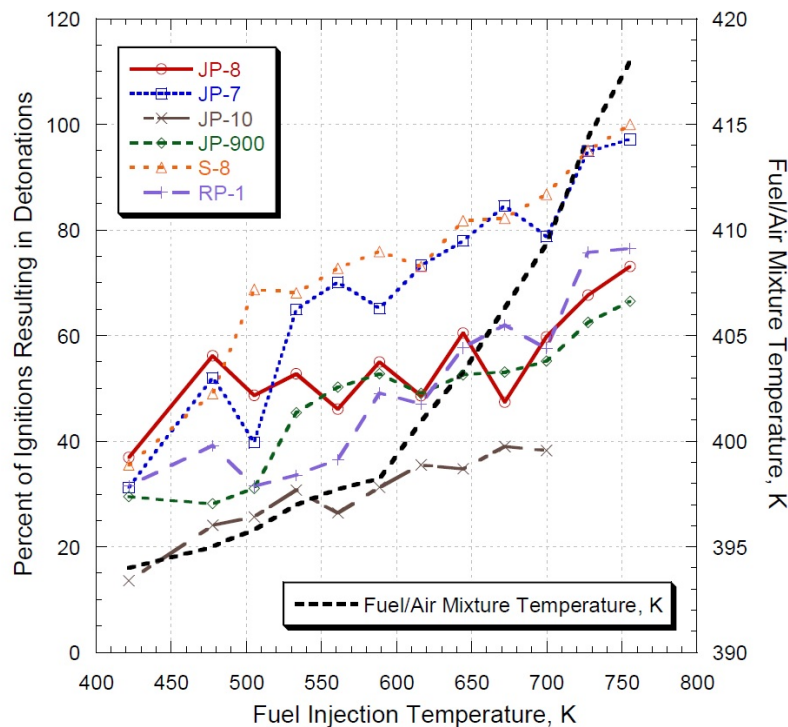 120
100
80
60
40
20
0
Percent of Ignitions Resulting in Detonations
JP-8
JP-7
JP-10
JP-900
S-8
RP-1
Fuel/Air Mixture Temperature, K
420
415
410
405
400
395
390
Fuel/Air Mixture Temperature, K
400 450 500 550 600 650 700 750 800
Fuel Injection Temperature, K